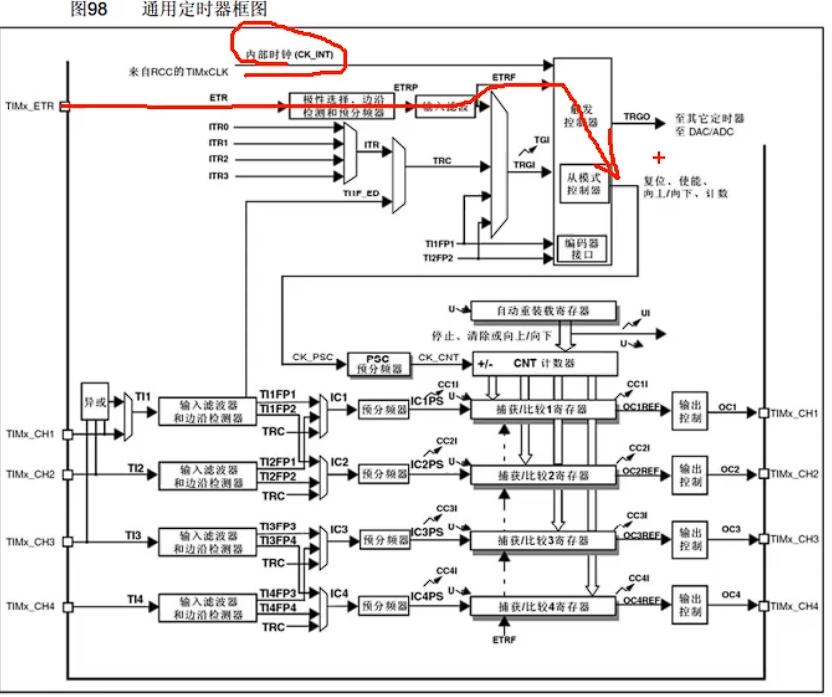 图98 通用定时器框图
内部时钟 (CK_INT)
来自RCC的TIMxCLK
TIMx_ETR
ETR
极性选择、边沿
检测和预分频器
ETRP
输入滤波
ETRF
触发
控制器
TRGO
至其它定时器
至 DAC/ADC
ITR0
ITR1
ITR2
ITR3
ITR
TRC
TI1F_ED
TGI
TRGI
从模式
控制器
复位、使能、
向上/向下、计数
TI1FP1
TI2FP2
编码器
接口
U
自动重装载寄存器
UI
停止、清除或向上/向下
U
CK_PSC
PSC
预分频器
CK_CNT
+/-
CNT 计数器
异或
TI1
输入滤波器
和边沿检测器
TI1FP1
TI1FP2
TRC
IC1
预分频器
IC1PS
CC1I
U
捕获/比较1寄存器
CC1I
OC1REF
输出
控制
OC1
TIMx_CH1
TIMx_CH1
TIMx_CH2
TI2
输入滤波器
和边沿检测器
TI2FP1
TI2FP2
TRC
IC2
预分频器
IC2PS
CC2I
U
捕获/比较2寄存器
CC2I
OC2REF
输出
控制
OC2
TIMx_CH2
TIMx_CH3
TI3
输入滤波器
和边沿检测器
TI3FP3
TI3FP4
TRC
IC3
预分频器
IC3PS
CC3I
U
捕获/比较3寄存器
CC3I
OC3REF
输出
控制
OC3
TIMx_CH3
TIMx_CH4
TI4
输入滤波器
和边沿检测器
TI4FP3
TI4FP4
TRC
IC4
预分频器
IC4PS
CC4I
U
捕获/比较4寄存器
CC4I
OC4REF
输出
控制
OC4
TIMx_CH4
ETRF